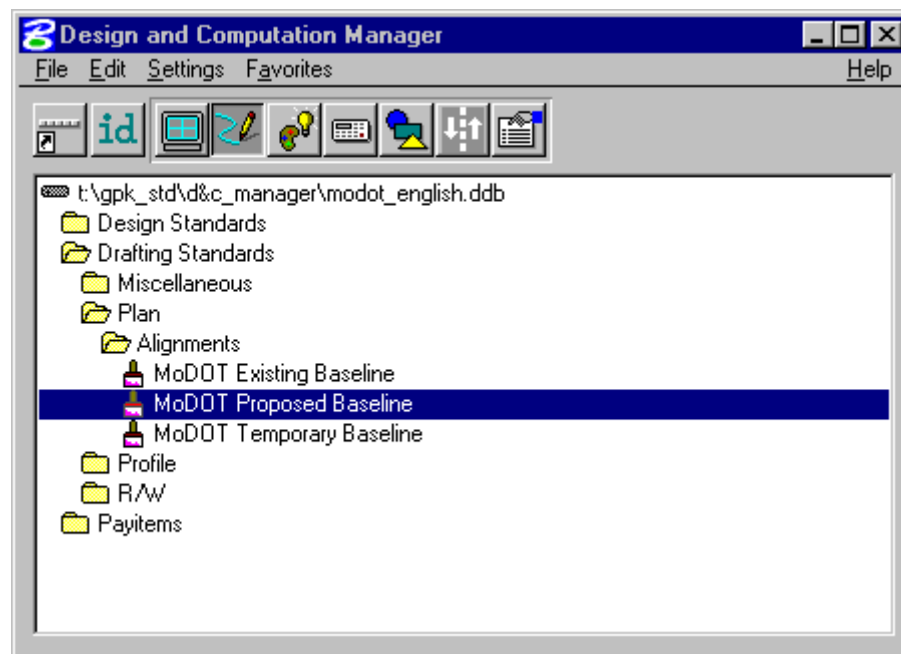 Design and Computation Manager
File Edit Settings Favorites Help
id
t:\gpk_std\d&c_manager\modot_english.ddb
Design Standards
Drafting Standards
Miscellaneous
Plan
Alignments
MoDOT Existing Baseline
MoDOT Proposed Baseline
MoDOT Temporary Baseline
Profile
R/W
Payitems